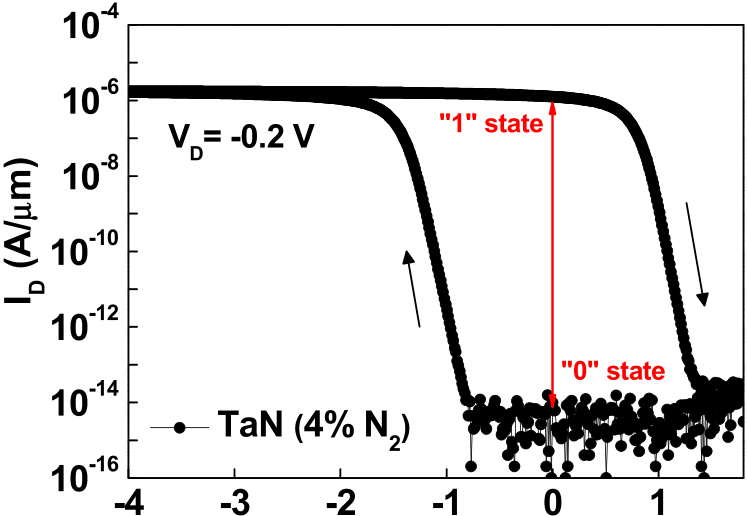 10⁻⁴
10⁻⁶
10⁻⁸
10⁻¹⁰
10⁻¹²
10⁻¹⁴
10⁻¹⁶
I_D (A/μm)
V_D= -0.2 V
"1" state
"0" state
TaN (4% N₂)
-4 -3 -2 -1 0 1